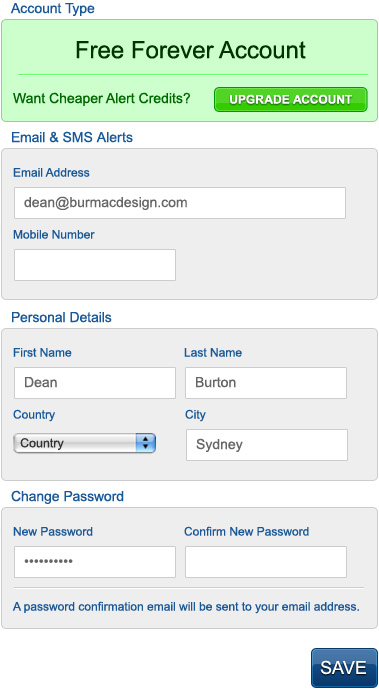 Account Type
Free Forever Account
Want Cheaper Alert Credits? UPGRADE ACCOUNT
Email & SMS Alerts
Email Address
dean@burmacdesign.com
Mobile Number
Personal Details
First Name Last Name
Dean Burton
Country City
Country Sydney
Change Password
New Password Confirm New Password
••••••••••
A password confirmation email will be sent to your email address.
SAVE